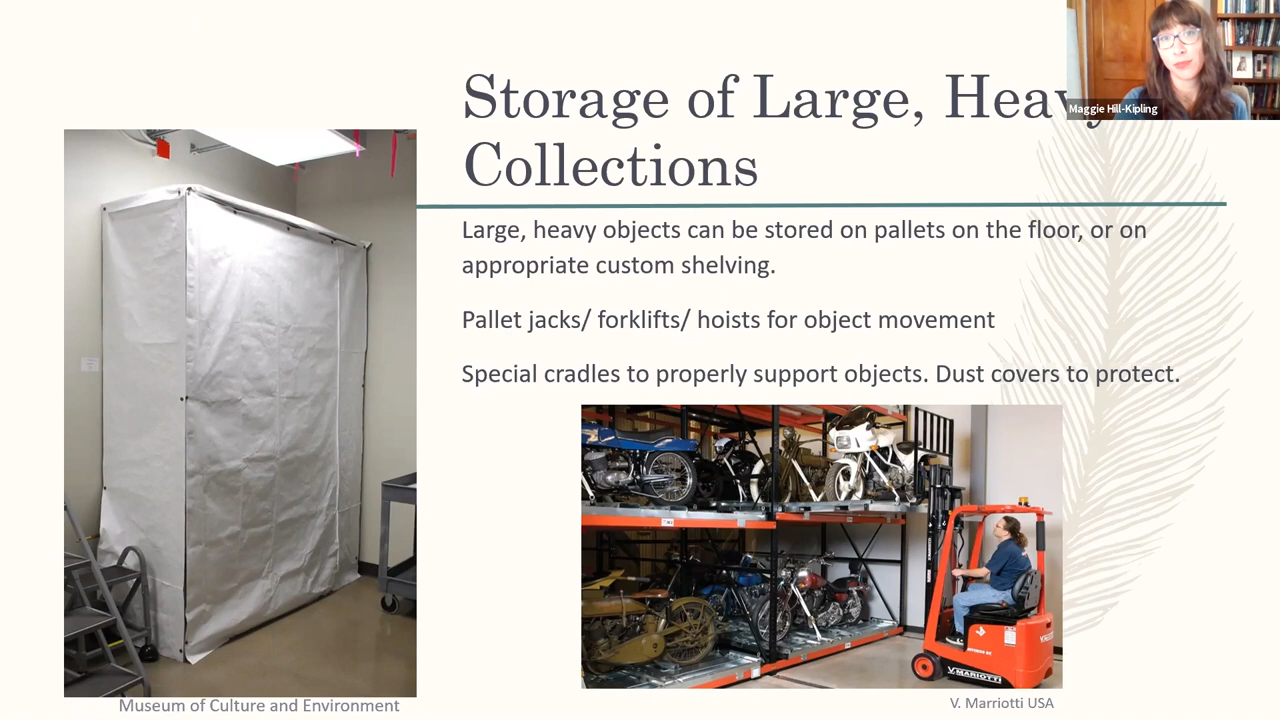 Storage of Large, Heavy
Collections
Maggie Hill-Kipling
Large, heavy objects can be stored on pallets on the floor, or on
appropriate custom shelving.
Pallet jacks/ forklifts/ hoists for object movement
Special cradles to properly support objects. Dust covers to protect.
V.MARIOTTI
Museum of Culture and Environment
V. Marriotti USA